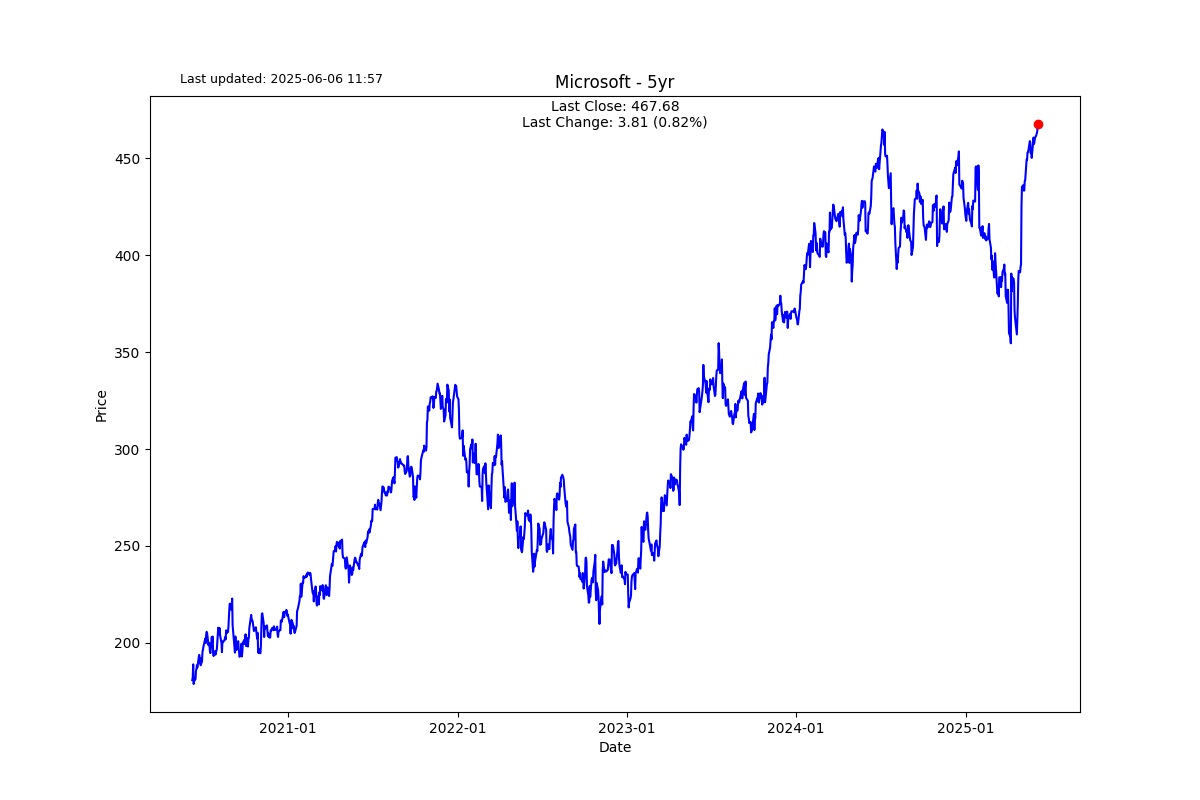 Last updated: 2025-06-06 11:57
Microsoft - 5yr
Last Close: 467.68
Last Change: 3.81 (0.82%)
Price
450
400
350
300
250
200
2021-01
2022-01
2023-01
2024-01
2025-01
Date